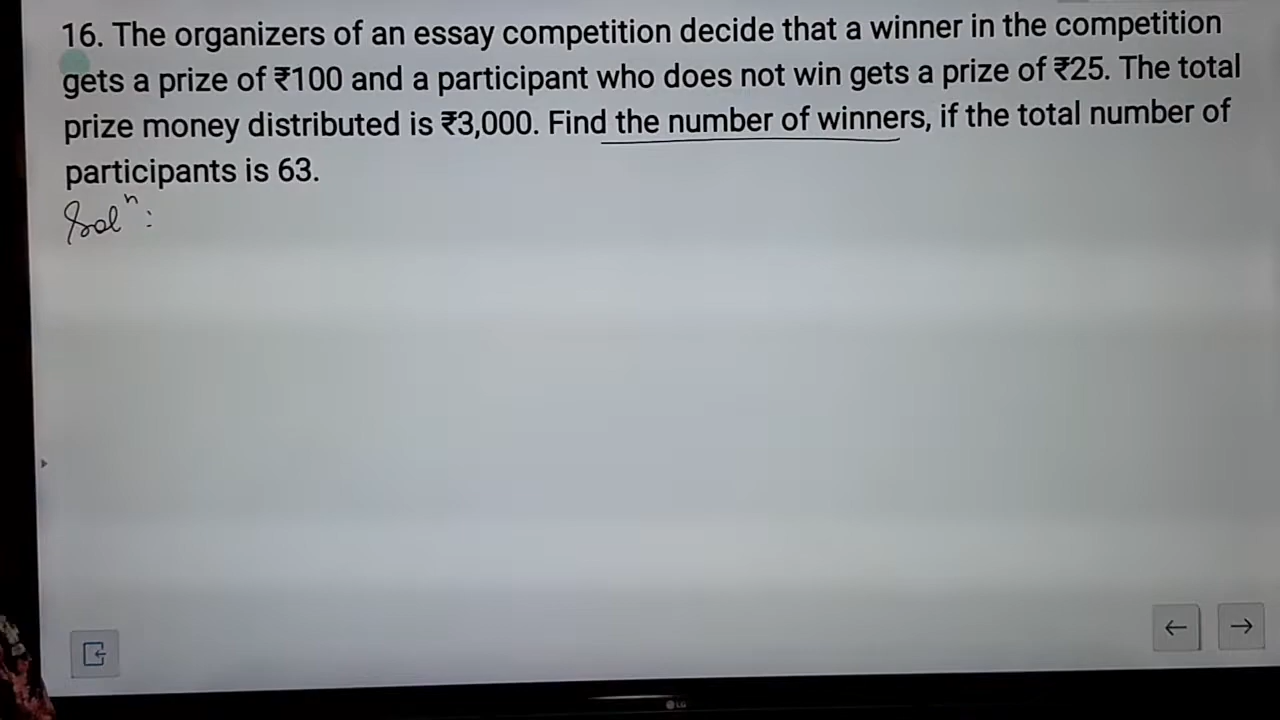 16. The organizers of an essay competition decide that a winner in the competition
gets a prize of ₹100 and a participant who does not win gets a prize of ₹25. The total
prize money distributed is ₹3,000. Find the number of winners, if the total number of
participants is 63.
Solⁿ:
LG